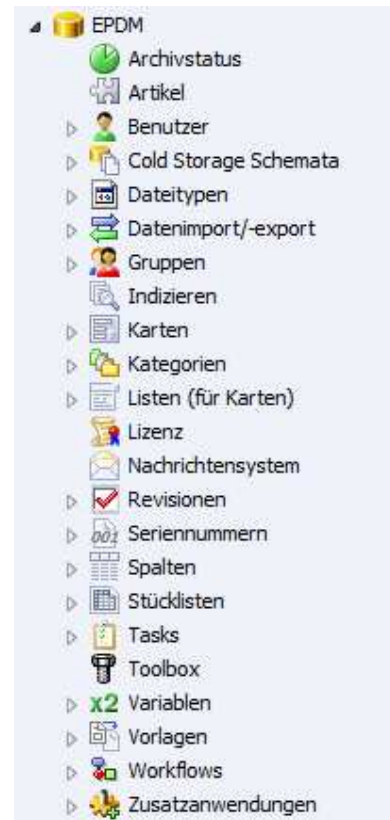 EPDM
Archivstatus
Artikel
Benutzer
Cold Storage Schemata
Dateitypen
Datenimport/-export
Gruppen
Indizieren
Karten
Kategorien
Listen (für Karten)
Lizenz
Nachrichtensystem
Revisionen
001 Seriennummern
Spalten
Stücklisten
Tasks
Toolbox
x2 Variablen
Vorlagen
Workflows
Zusatzanwendungen